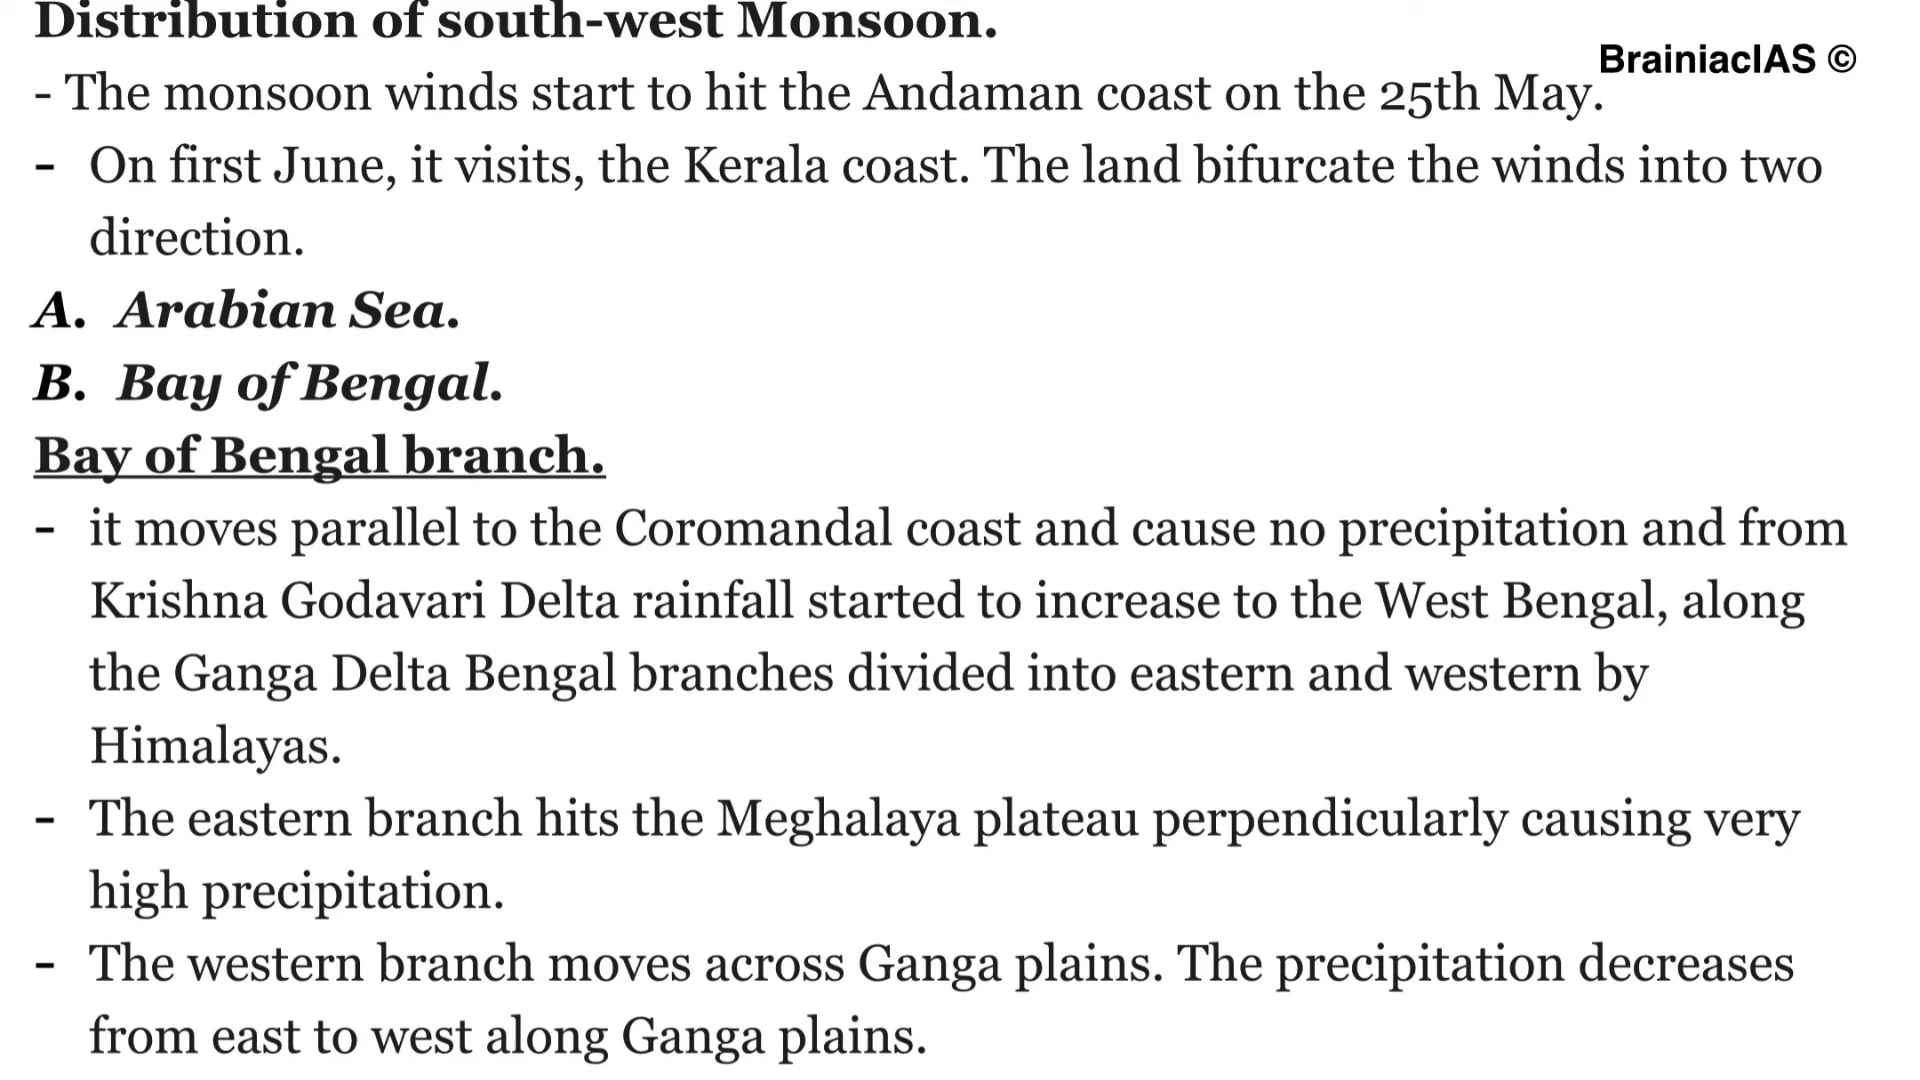 Distribution of south-west Monsoon.
BrainiacIAS ©
- The monsoon winds start to hit the Andaman coast on the 25th May.
- On first June, it visits, the Kerala coast. The land bifurcate the winds into two
direction.
A. Arabian Sea.
B. Bay of Bengal.
Bay of Bengal branch.
- it moves parallel to the Coromandal coast and cause no precipitation and from
Krishna Godavari Delta rainfall started to increase to the West Bengal, along
the Ganga Delta Bengal branches divided into eastern and western by
Himalayas.
- The eastern branch hits the Meghalaya plateau perpendicularly causing very
high precipitation.
- The western branch moves across Ganga plains. The precipitation decreases
from east to west along Ganga plains.